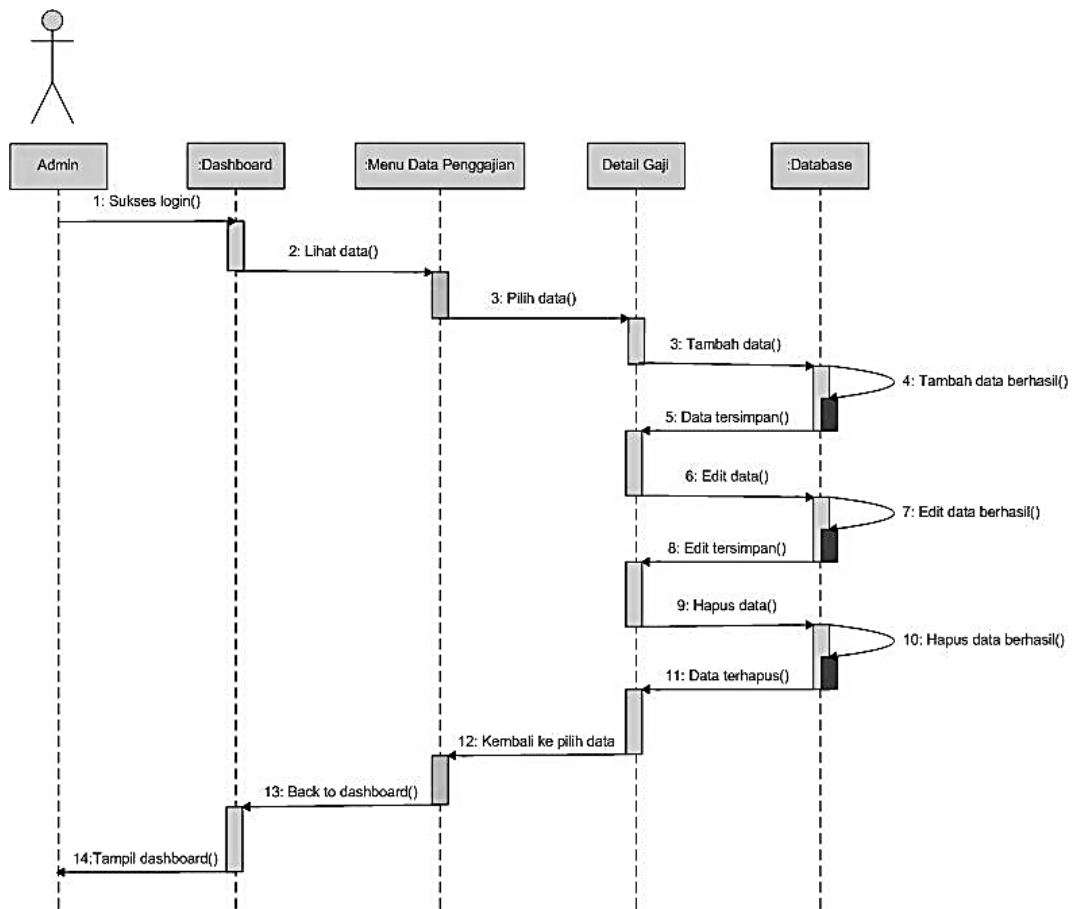 Admin
:Dashboard
:Menu Data Penggajian
Detail Gaji
:Database
1: Sukses login()
2: Lihat data()
3: Pilih data()
3: Tambah data()
4: Tambah data berhasil()
5: Data tersimpan()
6: Edit data()
7: Edit data berhasil()
8: Edit tersimpan()
9: Hapus data()
10: Hapus data berhasil()
11: Data terhapus()
12: Kembali ke pilih data
13: Back to dashboard()
14:Tampil dashboard()